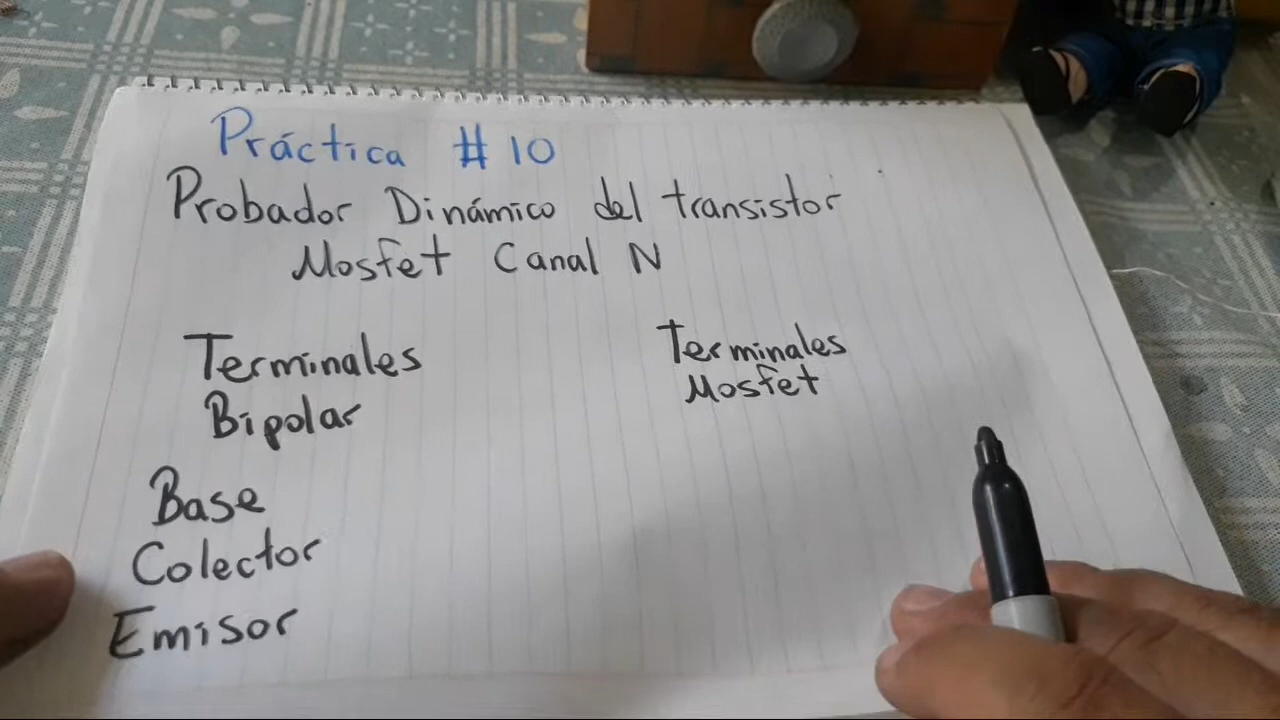 Práctica #10
Probador Dinámico del transistor
Mosfet Canal N
Terminales
Bipolar
Base
Colector
Emisor
Terminales
Mosfet